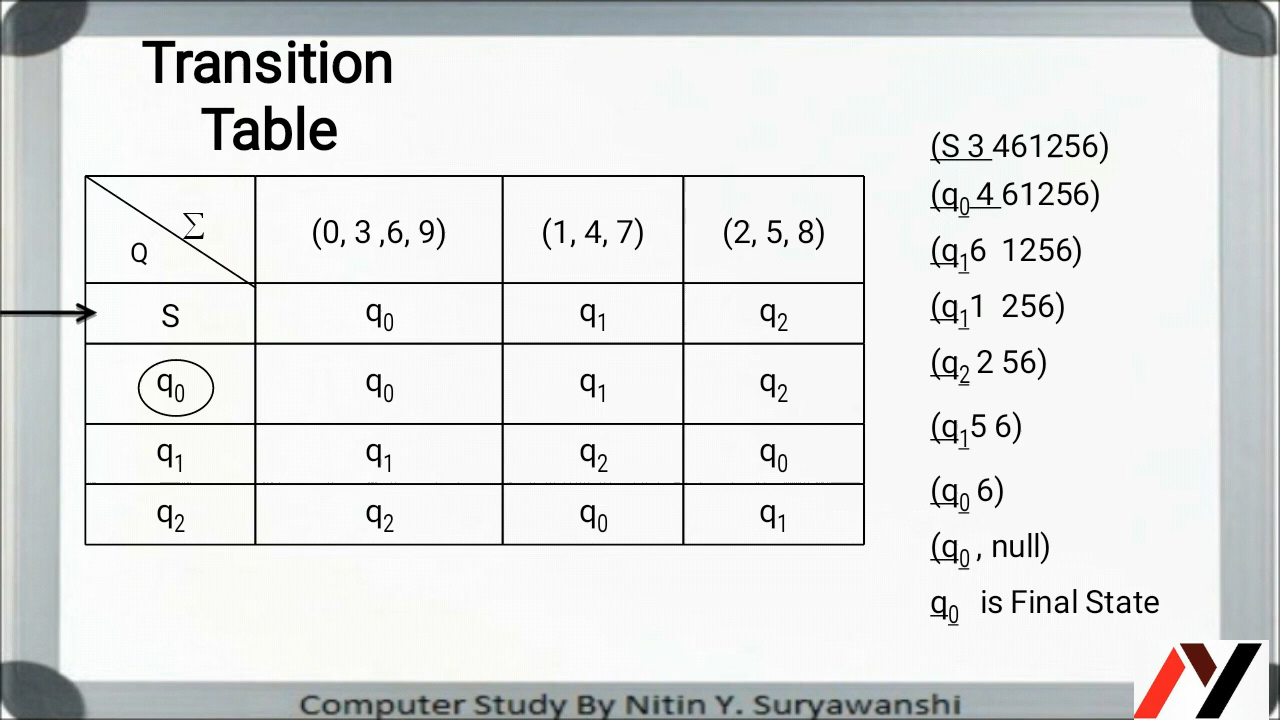 Transition
Table
Σ
Q
(0, 3 ,6, 9) (1, 4, 7) (2, 5, 8)
S q0 q1 q2
q0 q0 q1 q2
q1 q1 q2 q0
q2 q2 q0 q1
(S 3 461256)
(q0 4 61256)
(q1 6 1256)
(q1 1 256)
(q2 2 56)
(q1 5 6)
(q0 6)
(q0 , null)
q0 is Final State
Computer Study By Nitin Y. Suryawanshi